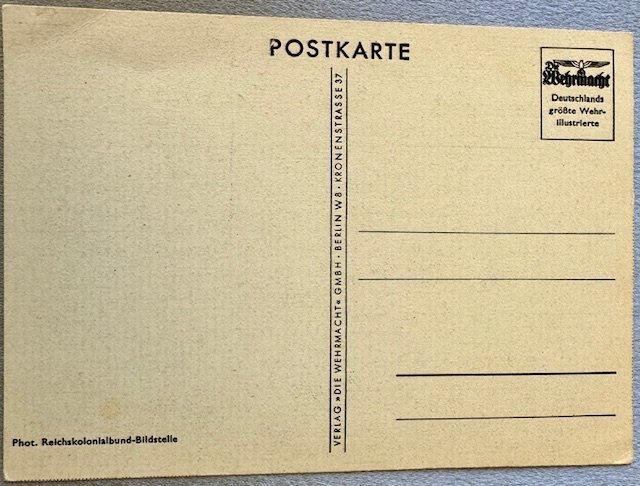 POSTKARTE
Die
Wehrmacht
Deutschlands
größte Wehr-
illustrierte
VERLAG »DIE WEHRMACHT« GMBH · BERLIN W 8 · KRONENSTRASSE 37
Phot. Reichskolonialbund-Bildstelle